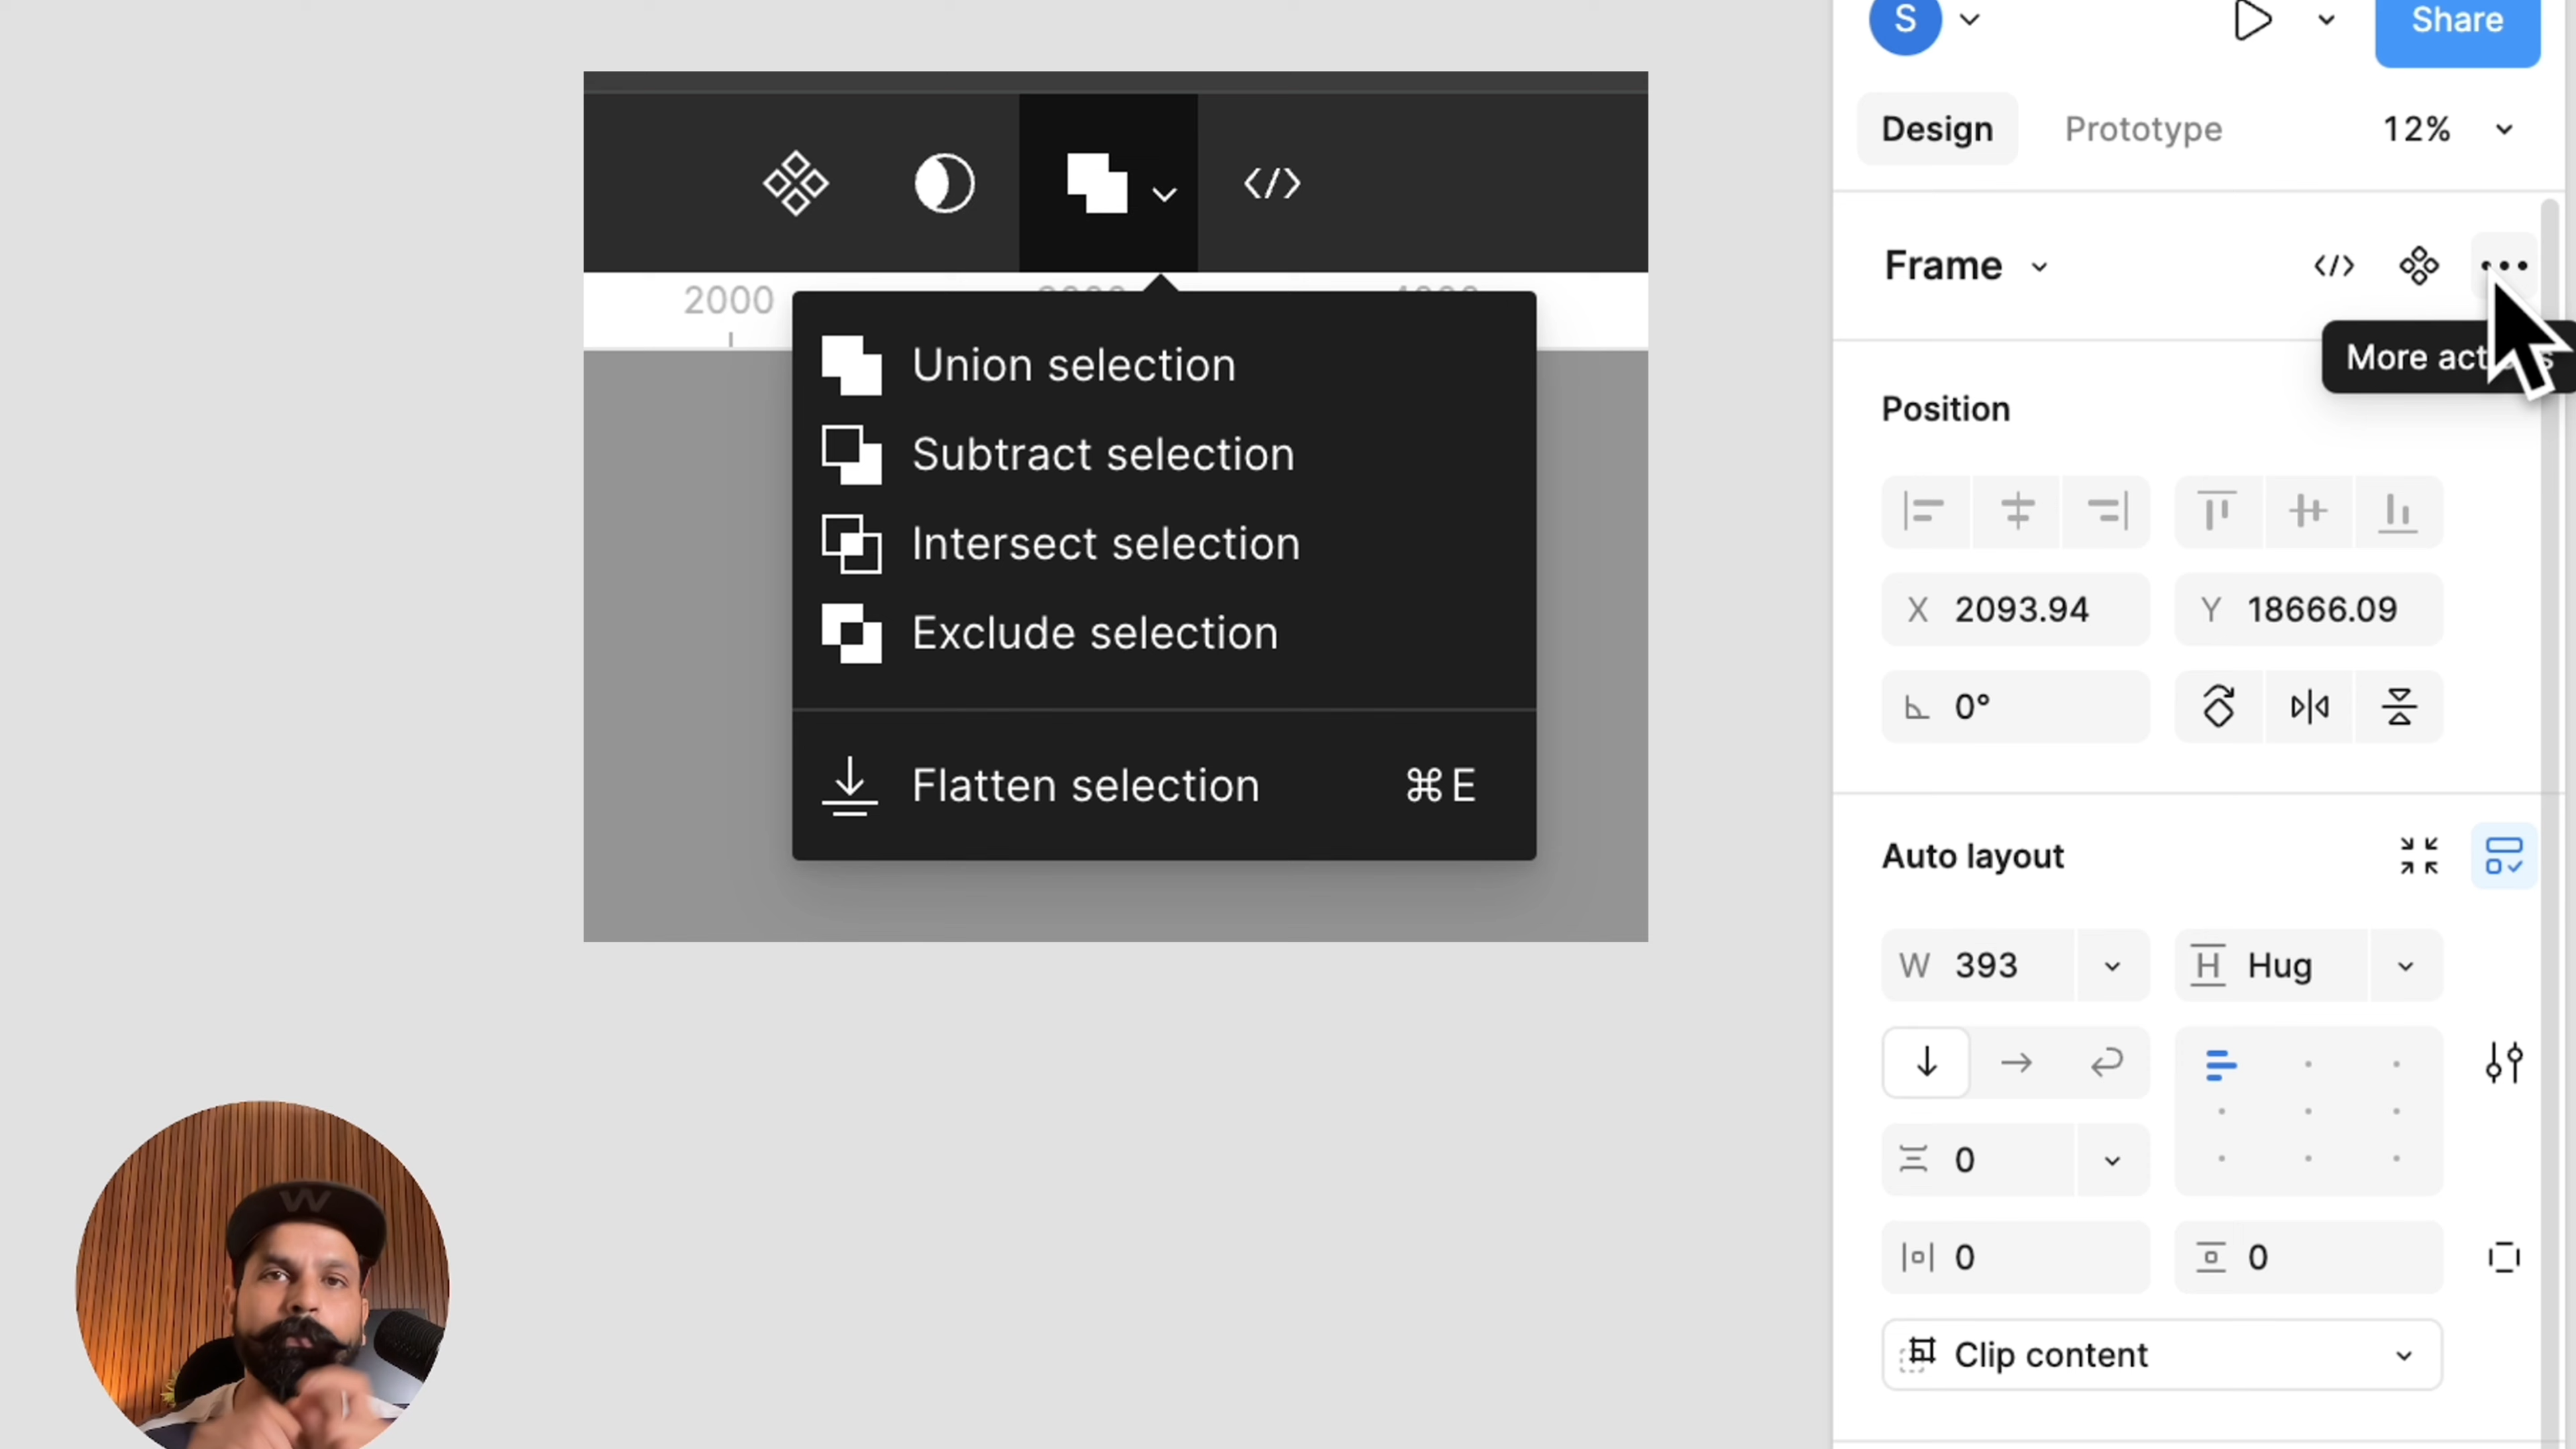 S
Share
Design Prototype 12%
Frame
More act
Position
X 2093.94 Y 18666.09
0°
Auto layout
W 393 H Hug
0
0 0
Clip content
2000
Union selection
Subtract selection
Intersect selection
Exclude selection
Flatten selection ⌘E
W